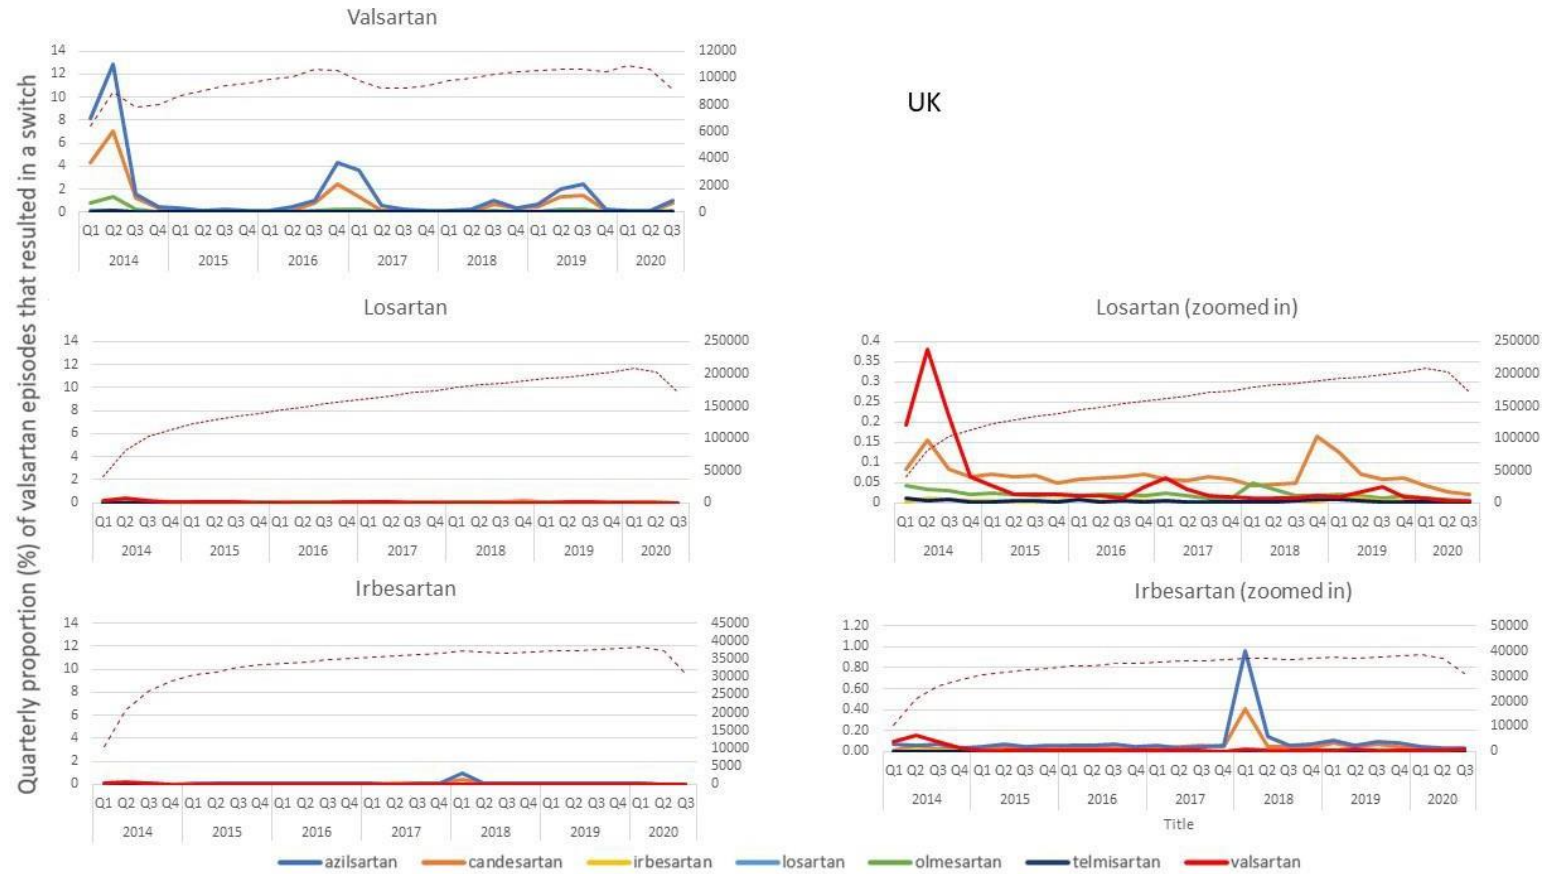 Valsartan
14 12000
12 10000
10 8000
8
6 6000
4 4000
2 2000
0 0
Q1 Q2 Q3 Q4 Q1 Q2 Q3 Q4 Q1 Q2 Q3 Q4 Q1 Q2 Q3 Q4 Q1 Q2 Q3 Q4 Q1 Q2 Q3 Q4 Q1 Q2 Q3
2014 2015 2016 2017 2018 2019 2020
UK
Quarterly proportion (%) of valsartan episodes that resulted in a switch
Losartan
14 250000
12 200000
10
8 150000
6 100000
4
2 50000
0 0
Q1 Q2 Q3 Q4 Q1 Q2 Q3 Q4 Q1 Q2 Q3 Q4 Q1 Q2 Q3 Q4 Q1 Q2 Q3 Q4 Q1 Q2 Q3 Q4 Q1 Q2 Q3
2014 2015 2016 2017 2018 2019 2020
Losartan (zoomed in)
0.4 250000
0.35
0.3 200000
0.25 150000
0.2
0.15 100000
0.1
0.05 50000
0 0
Q1 Q2 Q3 Q4 Q1 Q2 Q3 Q4 Q1 Q2 Q3 Q4 Q1 Q2 Q3 Q4 Q1 Q2 Q3 Q4 Q1 Q2 Q3 Q4 Q1 Q2 Q3
2014 2015 2016 2017 2018 2019 2020
Irbesartan
14 45000
12 40000
10 35000
8 30000
25000
6 20000
4 15000
10000
2 5000
0 0
Q1 Q2 Q3 Q4 Q1 Q2 Q3 Q4 Q1 Q2 Q3 Q4 Q1 Q2 Q3 Q4 Q1 Q2 Q3 Q4 Q1 Q2 Q3 Q4 Q1 Q2 Q3
2014 2015 2016 2017 2018 2019 2020
Irbesartan (zoomed in)
1.20 50000
1.00 40000
0.80 30000
0.60
0.40 20000
0.20 10000
0.00 0
Q1 Q2 Q3 Q4 Q1 Q2 Q3 Q4 Q1 Q2 Q3 Q4 Q1 Q2 Q3 Q4 Q1 Q2 Q3 Q4 Q1 Q2 Q3 Q4 Q1 Q2 Q3
2014 2015 2016 2017 2018 2019 2020
Title
azilsartan candesartan irbesartan losartan olmesartan telmisartan valsartan